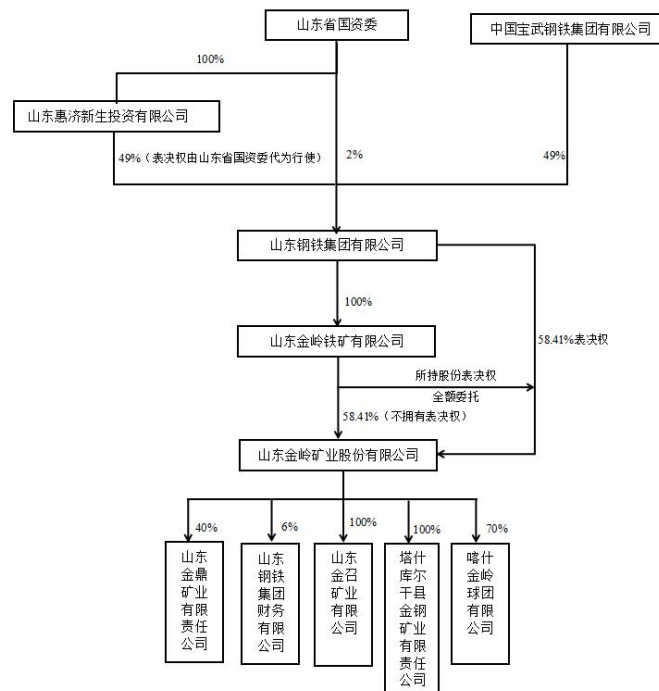 山东省国资委
中国宝武钢铁集团有限公司
100%
山东惠济新生投资有限公司
49%（表决权由山东省国资委代为行使）
2%
49%
山东钢铁集团有限公司
100%
58.41%表决权
山东金岭铁矿有限公司
所持股份表决权
全额委托
58.41%（不拥有表决权）
山东金岭矿业股份有限公司
40%
6%
100%
100%
70%
山东
金鼎
矿业
有限
责任
公司
山东
钢铁
集团
财务
有限
公司
山东
金召
矿业
有限
公司
塔什
库尔
干县
金钢
矿业
有限
责任
公司
喀什
金岭
球团
有限
公司